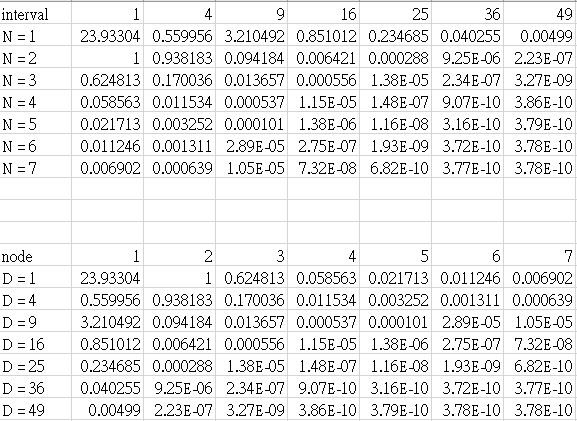 interval 1 4 9 16 25 36 49
N = 1 23.93304 0.559956 3.210492 0.851012 0.234685 0.040255 0.00499
N = 2 1 0.938183 0.094184 0.006421 0.000288 9.25E-06 2.23E-07
N = 3 0.624813 0.170036 0.013657 0.000556 1.38E-05 2.34E-07 3.27E-09
N = 4 0.058563 0.011534 0.000537 1.15E-05 1.48E-07 9.07E-10 3.86E-10
N = 5 0.021713 0.003252 0.000101 1.38E-06 1.16E-08 3.16E-10 3.79E-10
N = 6 0.011246 0.001311 2.89E-05 2.75E-07 1.93E-09 3.72E-10 3.78E-10
N = 7 0.006902 0.000639 1.05E-05 7.32E-08 6.82E-10 3.77E-10 3.78E-10
node 1 2 3 4 5 6 7
D = 1 23.93304 1 0.624813 0.058563 0.021713 0.011246 0.006902
D = 4 0.559956 0.938183 0.170036 0.011534 0.003252 0.001311 0.000639
D = 9 3.210492 0.094184 0.013657 0.000537 0.000101 2.89E-05 1.05E-05
D = 16 0.851012 0.006421 0.000556 1.15E-05 1.38E-06 2.75E-07 7.32E-08
D = 25 0.234685 0.000288 1.38E-05 1.48E-07 1.16E-08 1.93E-09 6.82E-10
D = 36 0.040255 9.25E-06 2.34E-07 9.07E-10 3.16E-10 3.72E-10 3.77E-10
D = 49 0.00499 2.23E-07 3.27E-09 3.86E-10 3.79E-10 3.78E-10 3.78E-10